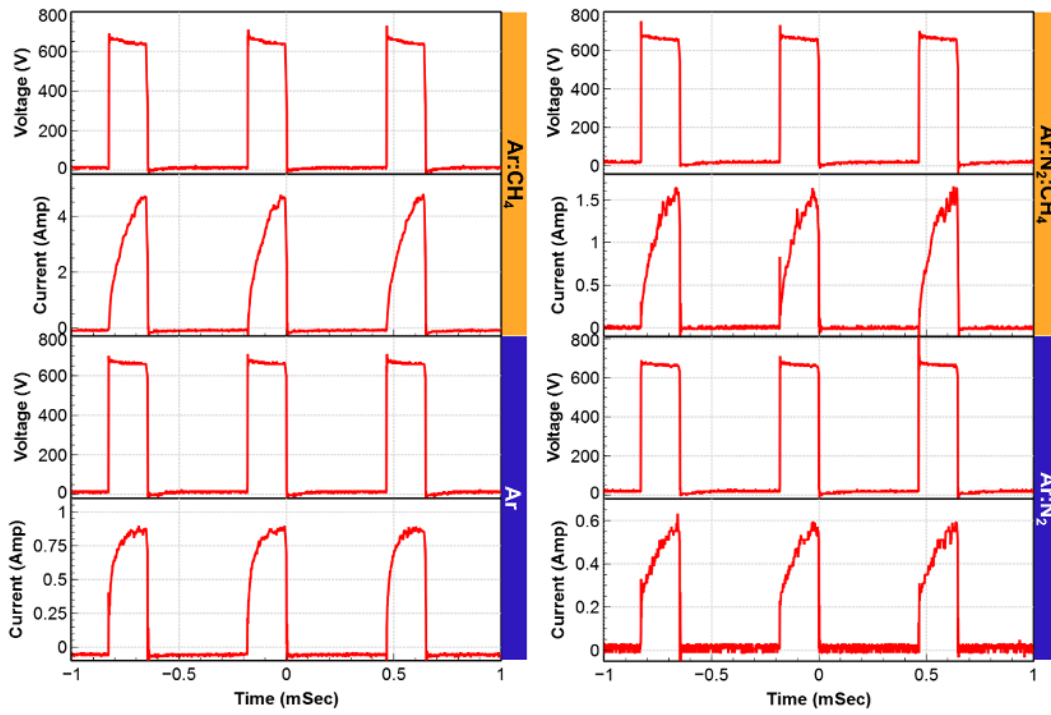 800
600
400
200
0
Voltage (V)
Ar:CH₄
4
2
0
Current (Amp)
800
600
400
200
0
Voltage (V)
Ar
1
0.75
0.5
0.25
0
Current (Amp)
−1 −0.5 0 0.5 1
Time (mSec)
800
600
400
200
0
Voltage (V)
Ar:N₂:CH₄
1.5
1
0.5
0
Current (Amp)
800
600
400
200
0
Voltage (V)
Ar:N₂
0.6
0.4
0.2
0
Current (Amp)
−1 −0.5 0 0.5 1
Time (mSec)